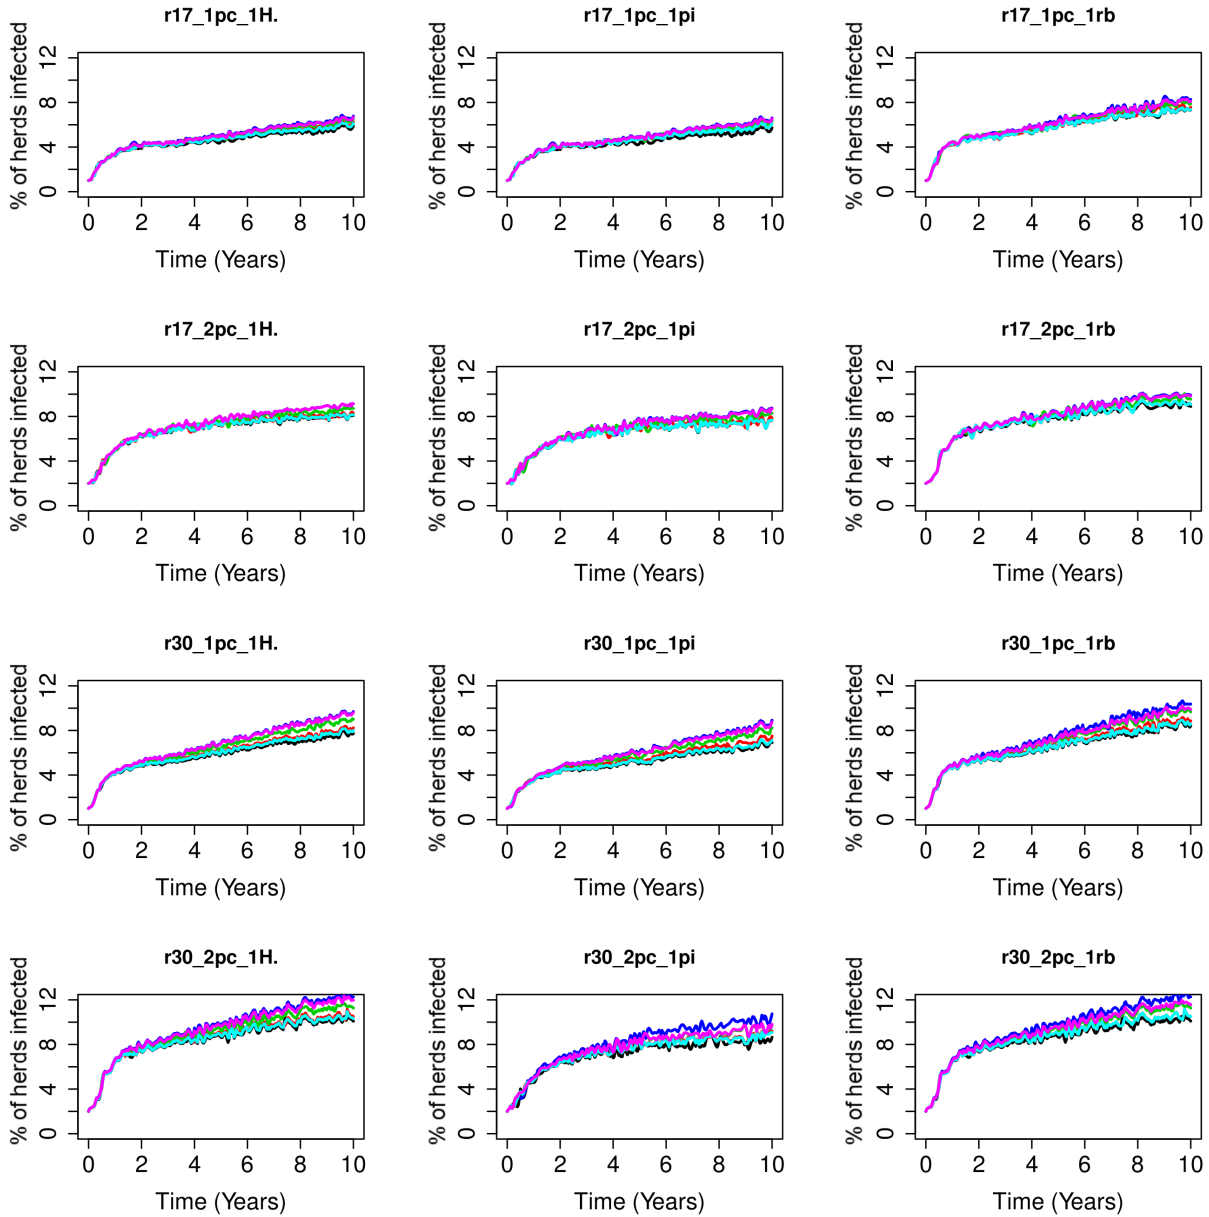 r17_1pc_1H. r17_1pc_1pi r17_1pc_1rb
% of herds infected % of herds infected % of herds infected
12 12 12
8 8 8
4 4 4
0 0 0
0 2 4 6 8 10 0 2 4 6 8 10 0 2 4 6 8 10
Time (Years) Time (Years) Time (Years)
r17_2pc_1H. r17_2pc_1pi r17_2pc_1rb
% of herds infected % of herds infected % of herds infected
12 12 12
8 8 8
4 4 4
0 0 0
0 2 4 6 8 10 0 2 4 6 8 10 0 2 4 6 8 10
Time (Years) Time (Years) Time (Years)
r30_1pc_1H. r30_1pc_1pi r30_1pc_1rb
% of herds infected % of herds infected % of herds infected
12 12 12
8 8 8
4 4 4
0 0 0
0 2 4 6 8 10 0 2 4 6 8 10 0 2 4 6 8 10
Time (Years) Time (Years) Time (Years)
r30_2pc_1H. r30_2pc_1pi r30_2pc_1rb
% of herds infected % of herds infected % of herds infected
12 12 12
8 8 8
4 4 4
0 0 0
0 2 4 6 8 10 0 2 4 6 8 10 0 2 4 6 8 10
Time (Years) Time (Years) Time (Years)